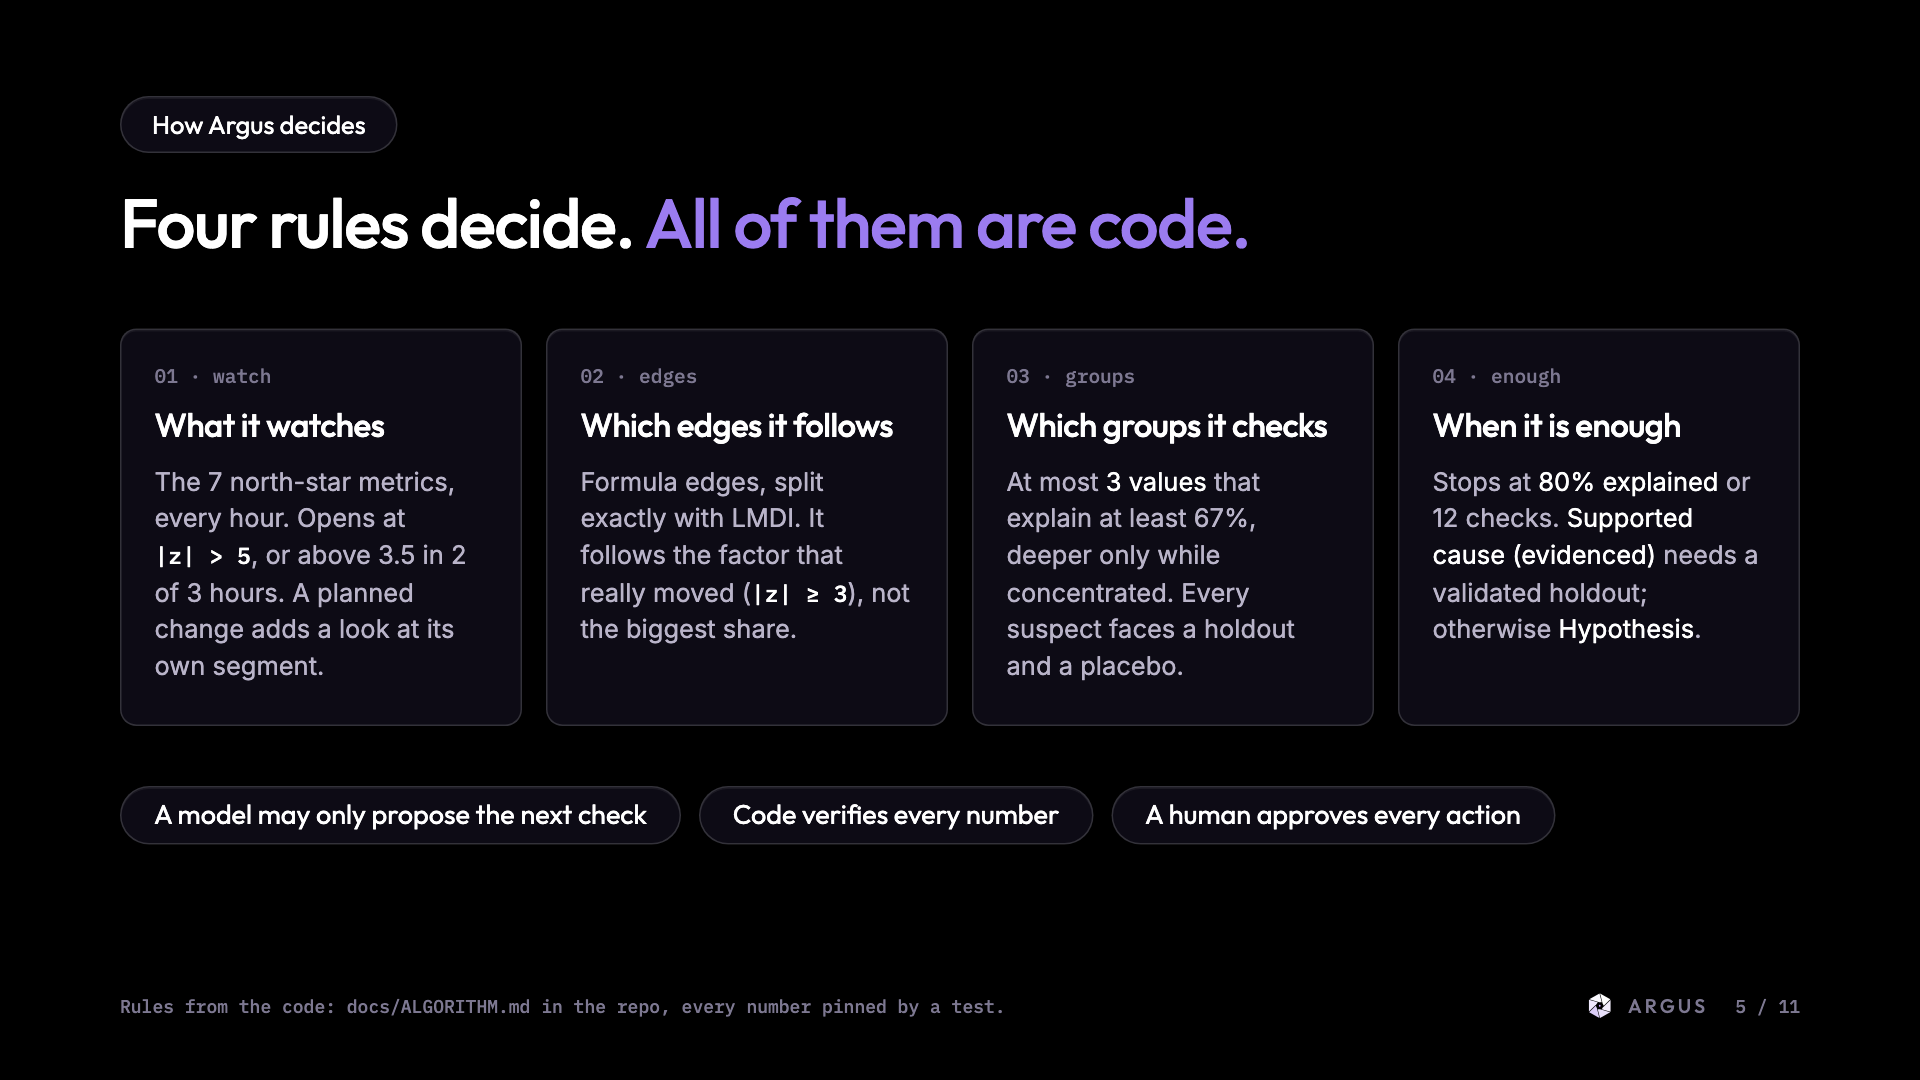 How Argus decides
Four rules decide. All of them are code.
01 · watch
What it watches
The 7 north-star metrics,
every hour. Opens at
|z| > 5, or above 3.5 in 2
of 3 hours. A planned
change adds a look at its
own segment.
02 · edges
Which edges it follows
Formula edges, split
exactly with LMDI. It
follows the factor that
really moved (|z| ≥ 3), not
the biggest share.
03 · groups
Which groups it checks
At most 3 values that
explain at least 67%,
deeper only while
concentrated. Every
suspect faces a holdout
and a placebo.
04 · enough
When it is enough
Stops at 80% explained or
12 checks. Supported
cause (evidenced) needs a
validated holdout;
otherwise Hypothesis.
A model may only propose the next check
Code verifies every number
A human approves every action
Rules from the code: docs/ALGORITHM.md in the repo, every number pinned by a test.
ARGUS 5 / 11